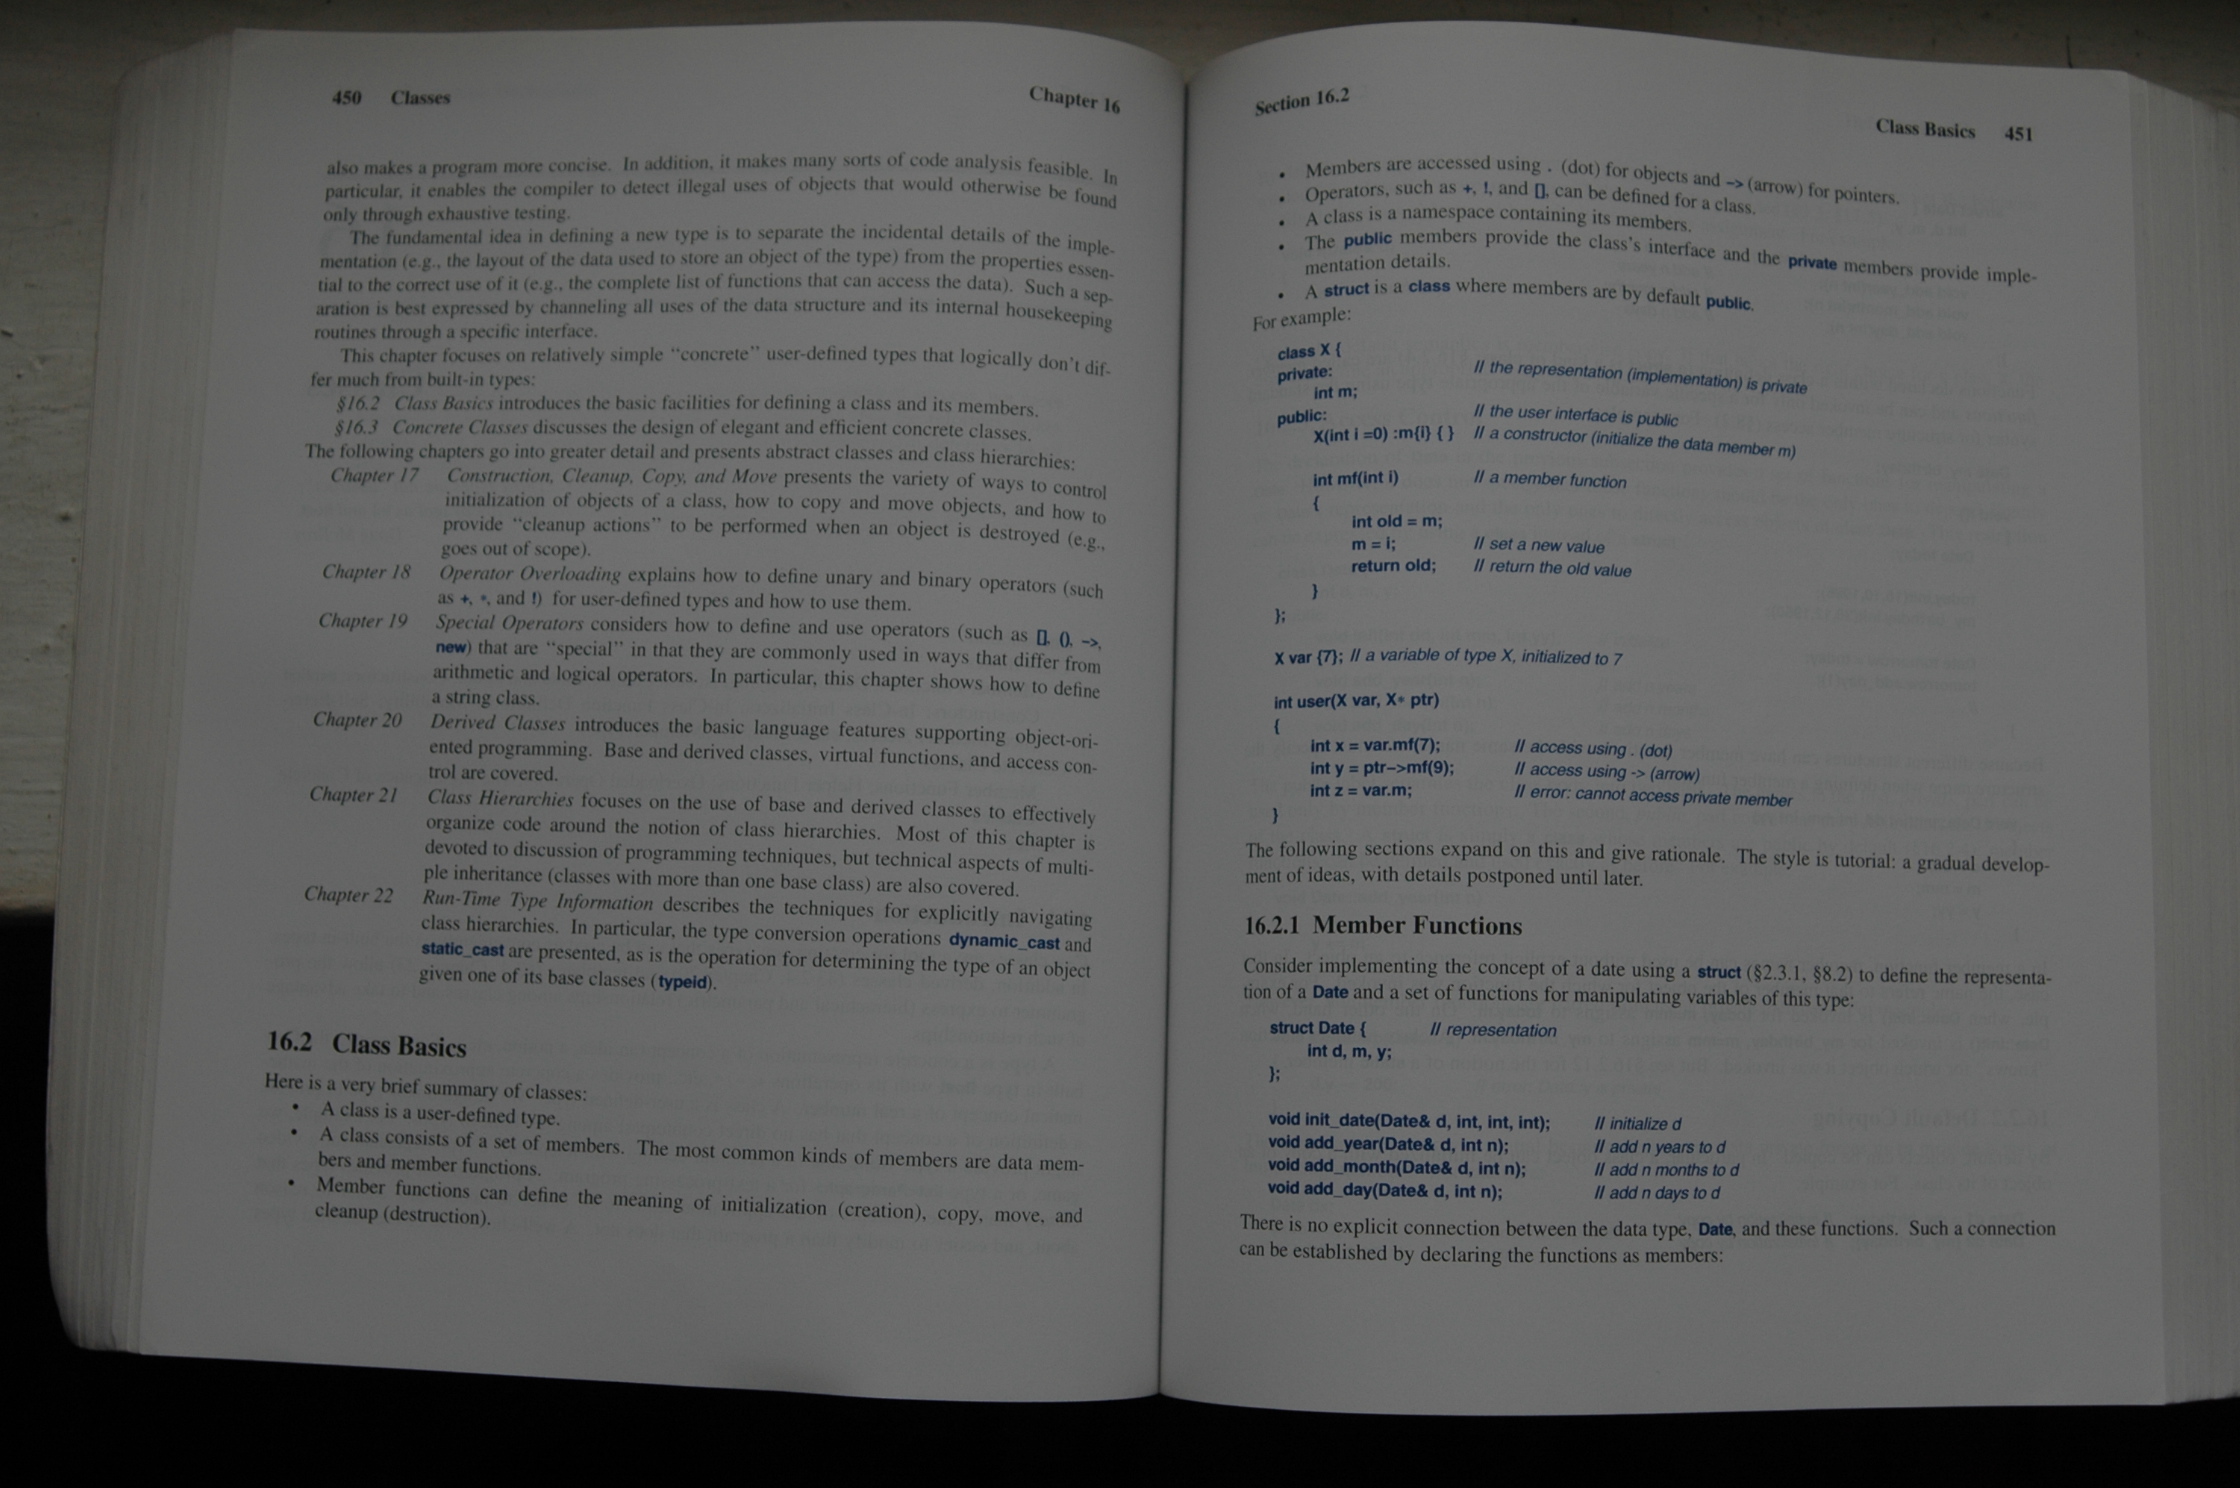 450 Classes Chapter 16
also makes a program more concise. In addition, it makes many sorts of code analysis feasible. In
particular, it enables the compiler to detect illegal uses of objects that would otherwise be found
only through exhaustive testing.
The fundamental idea in defining a new type is to separate the incidental details of the imple-
mentation (e.g., the layout of the data used to store an object of the type) from the properties essen-
tial to the correct use of it (e.g., the complete list of functions that can access the data). Such a sep-
aration is best expressed by channeling all uses of the data structure and its internal housekeeping
routines through a specific interface.
This chapter focuses on relatively simple “concrete” user-defined types that logically don’t dif-
fer much from built-in types:
§16.2 Class Basics introduces the basic facilities for defining a class and its members.
§16.3 Concrete Classes discusses the design of elegant and efficient concrete classes.
The following chapters go into greater detail and presents abstract classes and class hierarchies:
Chapter 17 Construction, Cleanup, Copy, and Move presents the variety of ways to control
initialization of objects of a class, how to copy and move objects, and how to
provide “cleanup actions” to be performed when an object is destroyed (e.g.,
goes out of scope).
Chapter 18 Operator Overloading explains how to define unary and binary operators (such
as +, *, and !) for user-defined types and how to use them.
Chapter 19 Special Operators considers how to define and use operators (such as [], (), ->,
new) that are “special” in that they are commonly used in ways that differ from
arithmetic and logical operators. In particular, this chapter shows how to define
a string class.
Chapter 20 Derived Classes introduces the basic language features supporting object-ori-
ented programming. Base and derived classes, virtual functions, and access con-
trol are covered.
Chapter 21 Class Hierarchies focuses on the use of base and derived classes to effectively
organize code around the notion of class hierarchies. Most of this chapter is
devoted to discussion of programming techniques, but technical aspects of multi-
ple inheritance (classes with more than one base class) are also covered.
Chapter 22 Run-Time Type Information describes the techniques for explicitly navigating
class hierarchies. In particular, the type conversion operations dynamic_cast and
static_cast are presented, as is the operation for determining the type of an object
given one of its base classes (typeid).
16.2 Class Basics
Here is a very brief summary of classes:
• A class is a user-defined type.
• A class consists of a set of members. The most common kinds of members are data mem-
bers and member functions.
• Member functions can define the meaning of initialization (creation), copy, move, and
cleanup (destruction).
Section 16.2 Class Basics 451
• Members are accessed using . (dot) for objects and -> (arrow) for pointers.
• Operators, such as +, !, and [], can be defined for a class.
• A class is a namespace containing its members.
• The public members provide the class’s interface and the private members provide imple-
mentation details.
• A struct is a class where members are by default public.
For example:
class X {
private: // the representation (implementation) is private
int m;
public: // the user interface is public
X(int i =0) :m{i} { } // a constructor (initialize the data member m)
int mf(int i) // a member function
{
int old = m;
m = i; // set a new value
return old; // return the old value
}
};
X var {7}; // a variable of type X, initialized to 7
int user(X var, X* ptr)
{
int x = var.mf(7); // access using . (dot)
int y = ptr->mf(9); // access using -> (arrow)
int z = var.m; // error: cannot access private member
}
The following sections expand on this and give rationale. The style is tutorial: a gradual develop-
ment of ideas, with details postponed until later.
16.2.1 Member Functions
Consider implementing the concept of a date using a struct (§2.3.1, §8.2) to define the representa-
tion of a Date and a set of functions for manipulating variables of this type:
struct Date { // representation
int d, m, y;
};
void init_date(Date& d, int, int, int); // initialize d
void add_year(Date& d, int n); // add n years to d
void add_month(Date& d, int n); // add n months to d
void add_day(Date& d, int n); // add n days to d
There is no explicit connection between the data type, Date, and these functions. Such a connection
can be established by declaring the functions as members: